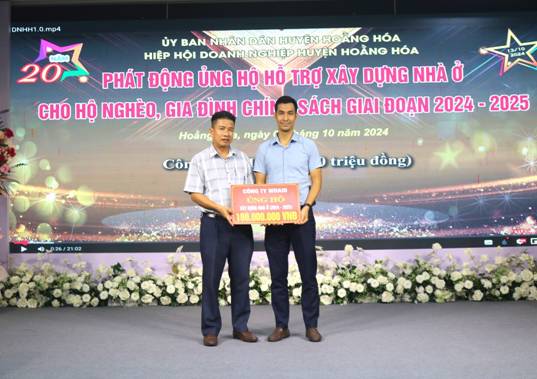 DNHH1.0.mp4
ỦY BAN NHÂN DÂN HUYỆN HOẰNG HÓA
HIỆP HỘI DOANH NGHIỆP HUYỆN HOẰNG HÓA
20
NĂM
13/10
2024
PHÁT ĐỘNG ỦNG HỘ HỖ TRỢ XÂY DỰNG NHÀ Ở
CHO HỘ NGHÈO, GIA ĐÌNH CHÍNH SÁCH GIAI ĐOẠN 2024 - 2025
10 năm 2024
triệu đồng)
CÔNG TY
ỦNG HỘ
100.000.000 VNĐ
0:26 / 21:02